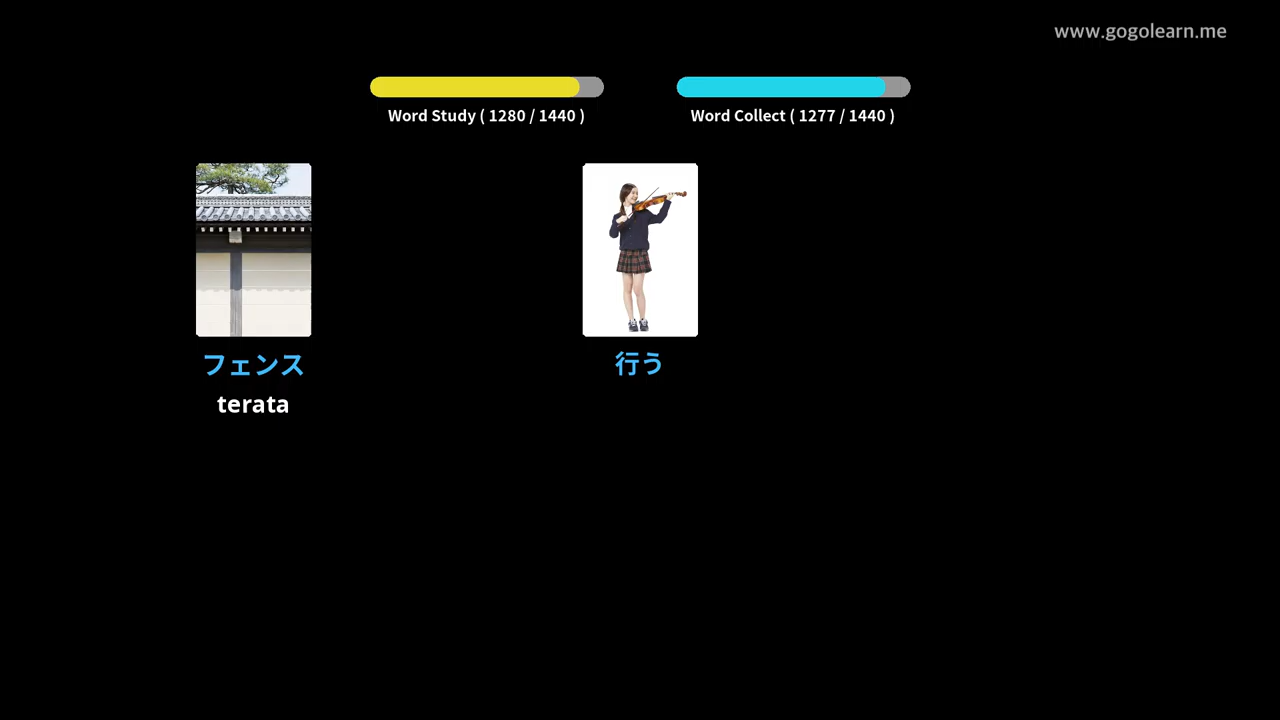 www.gogolearn.me
Word Study ( 1280 / 1440 )
Word Collect ( 1277 / 1440 )
フェンス
terata
行う